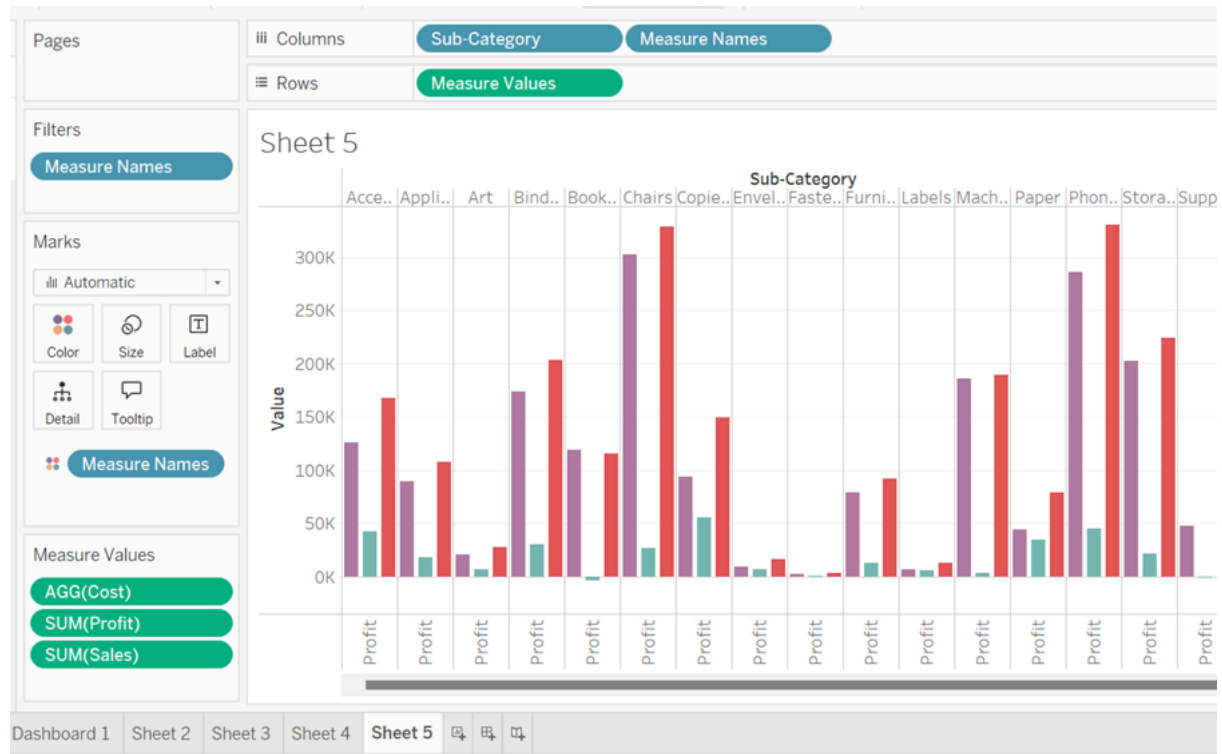 Pages
Columns
Sub-Category
Measure Names
Rows
Measure Values
Filters
Measure Names
Marks
Automatic
Color
Size
Label
Detail
Tooltip
Measure Names
Measure Values
AGG(Cost)
SUM(Profit)
SUM(Sales)
Sheet 5
Sub-Category
Acce.. Appli.. Art Bind.. Book.. Chairs Copie.. Envel.. Faste.. Furni.. Labels Mach.. Paper Phon.. Stora.. Supp
Value
300K
250K
200K
150K
100K
50K
0K
Profit Profit Profit Profit Profit Profit Profit Profit Profit Profit Profit Profit Profit Profit Profit Profit
Dashboard 1 Sheet 2 Sheet 3 Sheet 4 Sheet 5